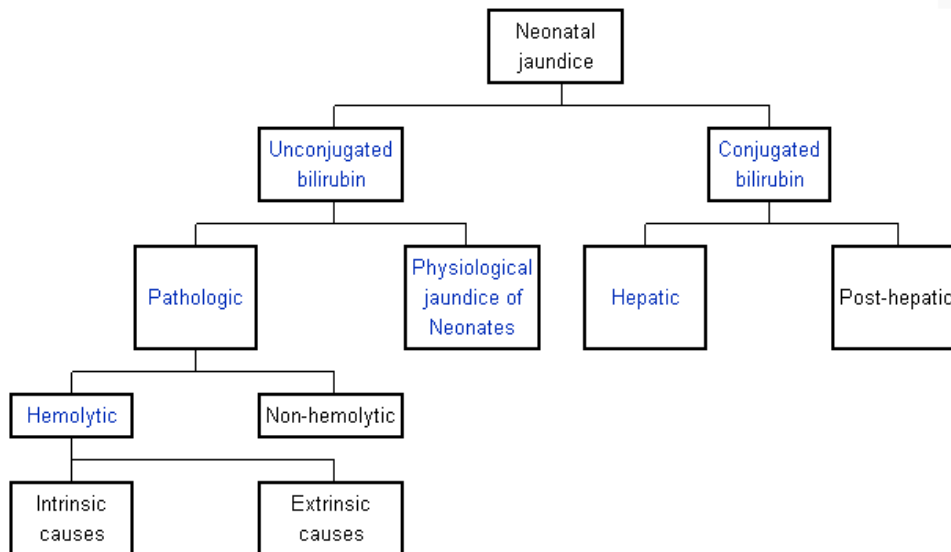 Neonatal
jaundice
Unconjugated
bilirubin
Conjugated
bilirubin
Pathologic
Physiological
jaundice of
Neonates
Hepatic
Post-hepatic
Hemolytic
Non-hemolytic
Intrinsic
causes
Extrinsic
causes